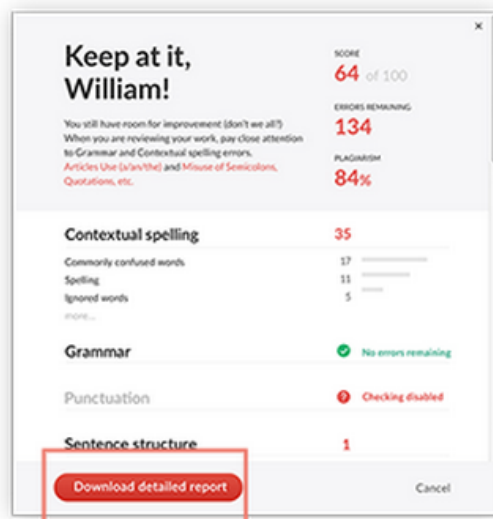 ×
Keep at it,
William!
You still have room for improvement (don't we all?)
When you are reviewing your work, pay close attention
to Grammar and Contextual spelling errors.
Articles Use (a/an/the) and Misuse of Semicolons,
Quotations, etc.
SCORE
64 of 100
ERRORS REMAINING
134
PLAGIARISM
84%
Contextual spelling 35
Commonly confused words 17
Spelling 11
Ignored words 5
more...
Grammar No errors remaining
Punctuation ? Checking disabled
Sentence structure 1
Download detailed report Cancel